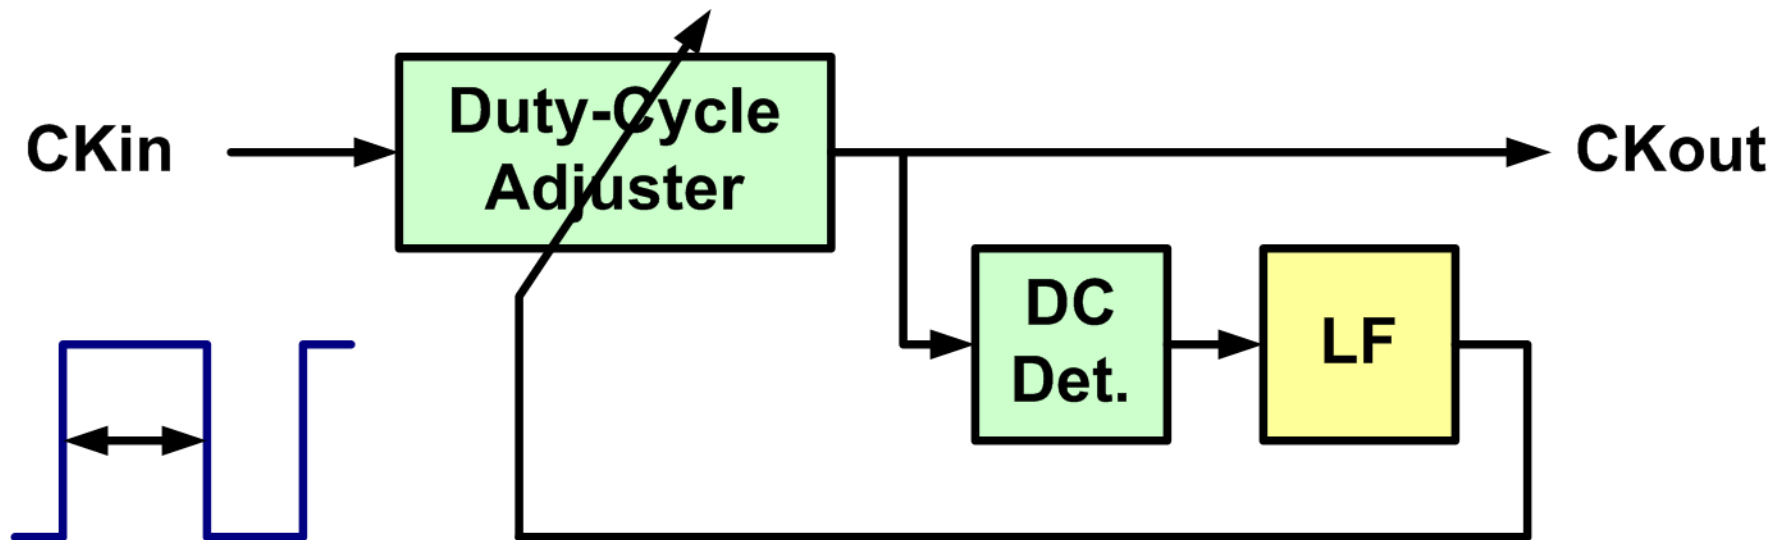 CKin
Duty-Cycle
Adjuster
CKout
DC
Det.
LF